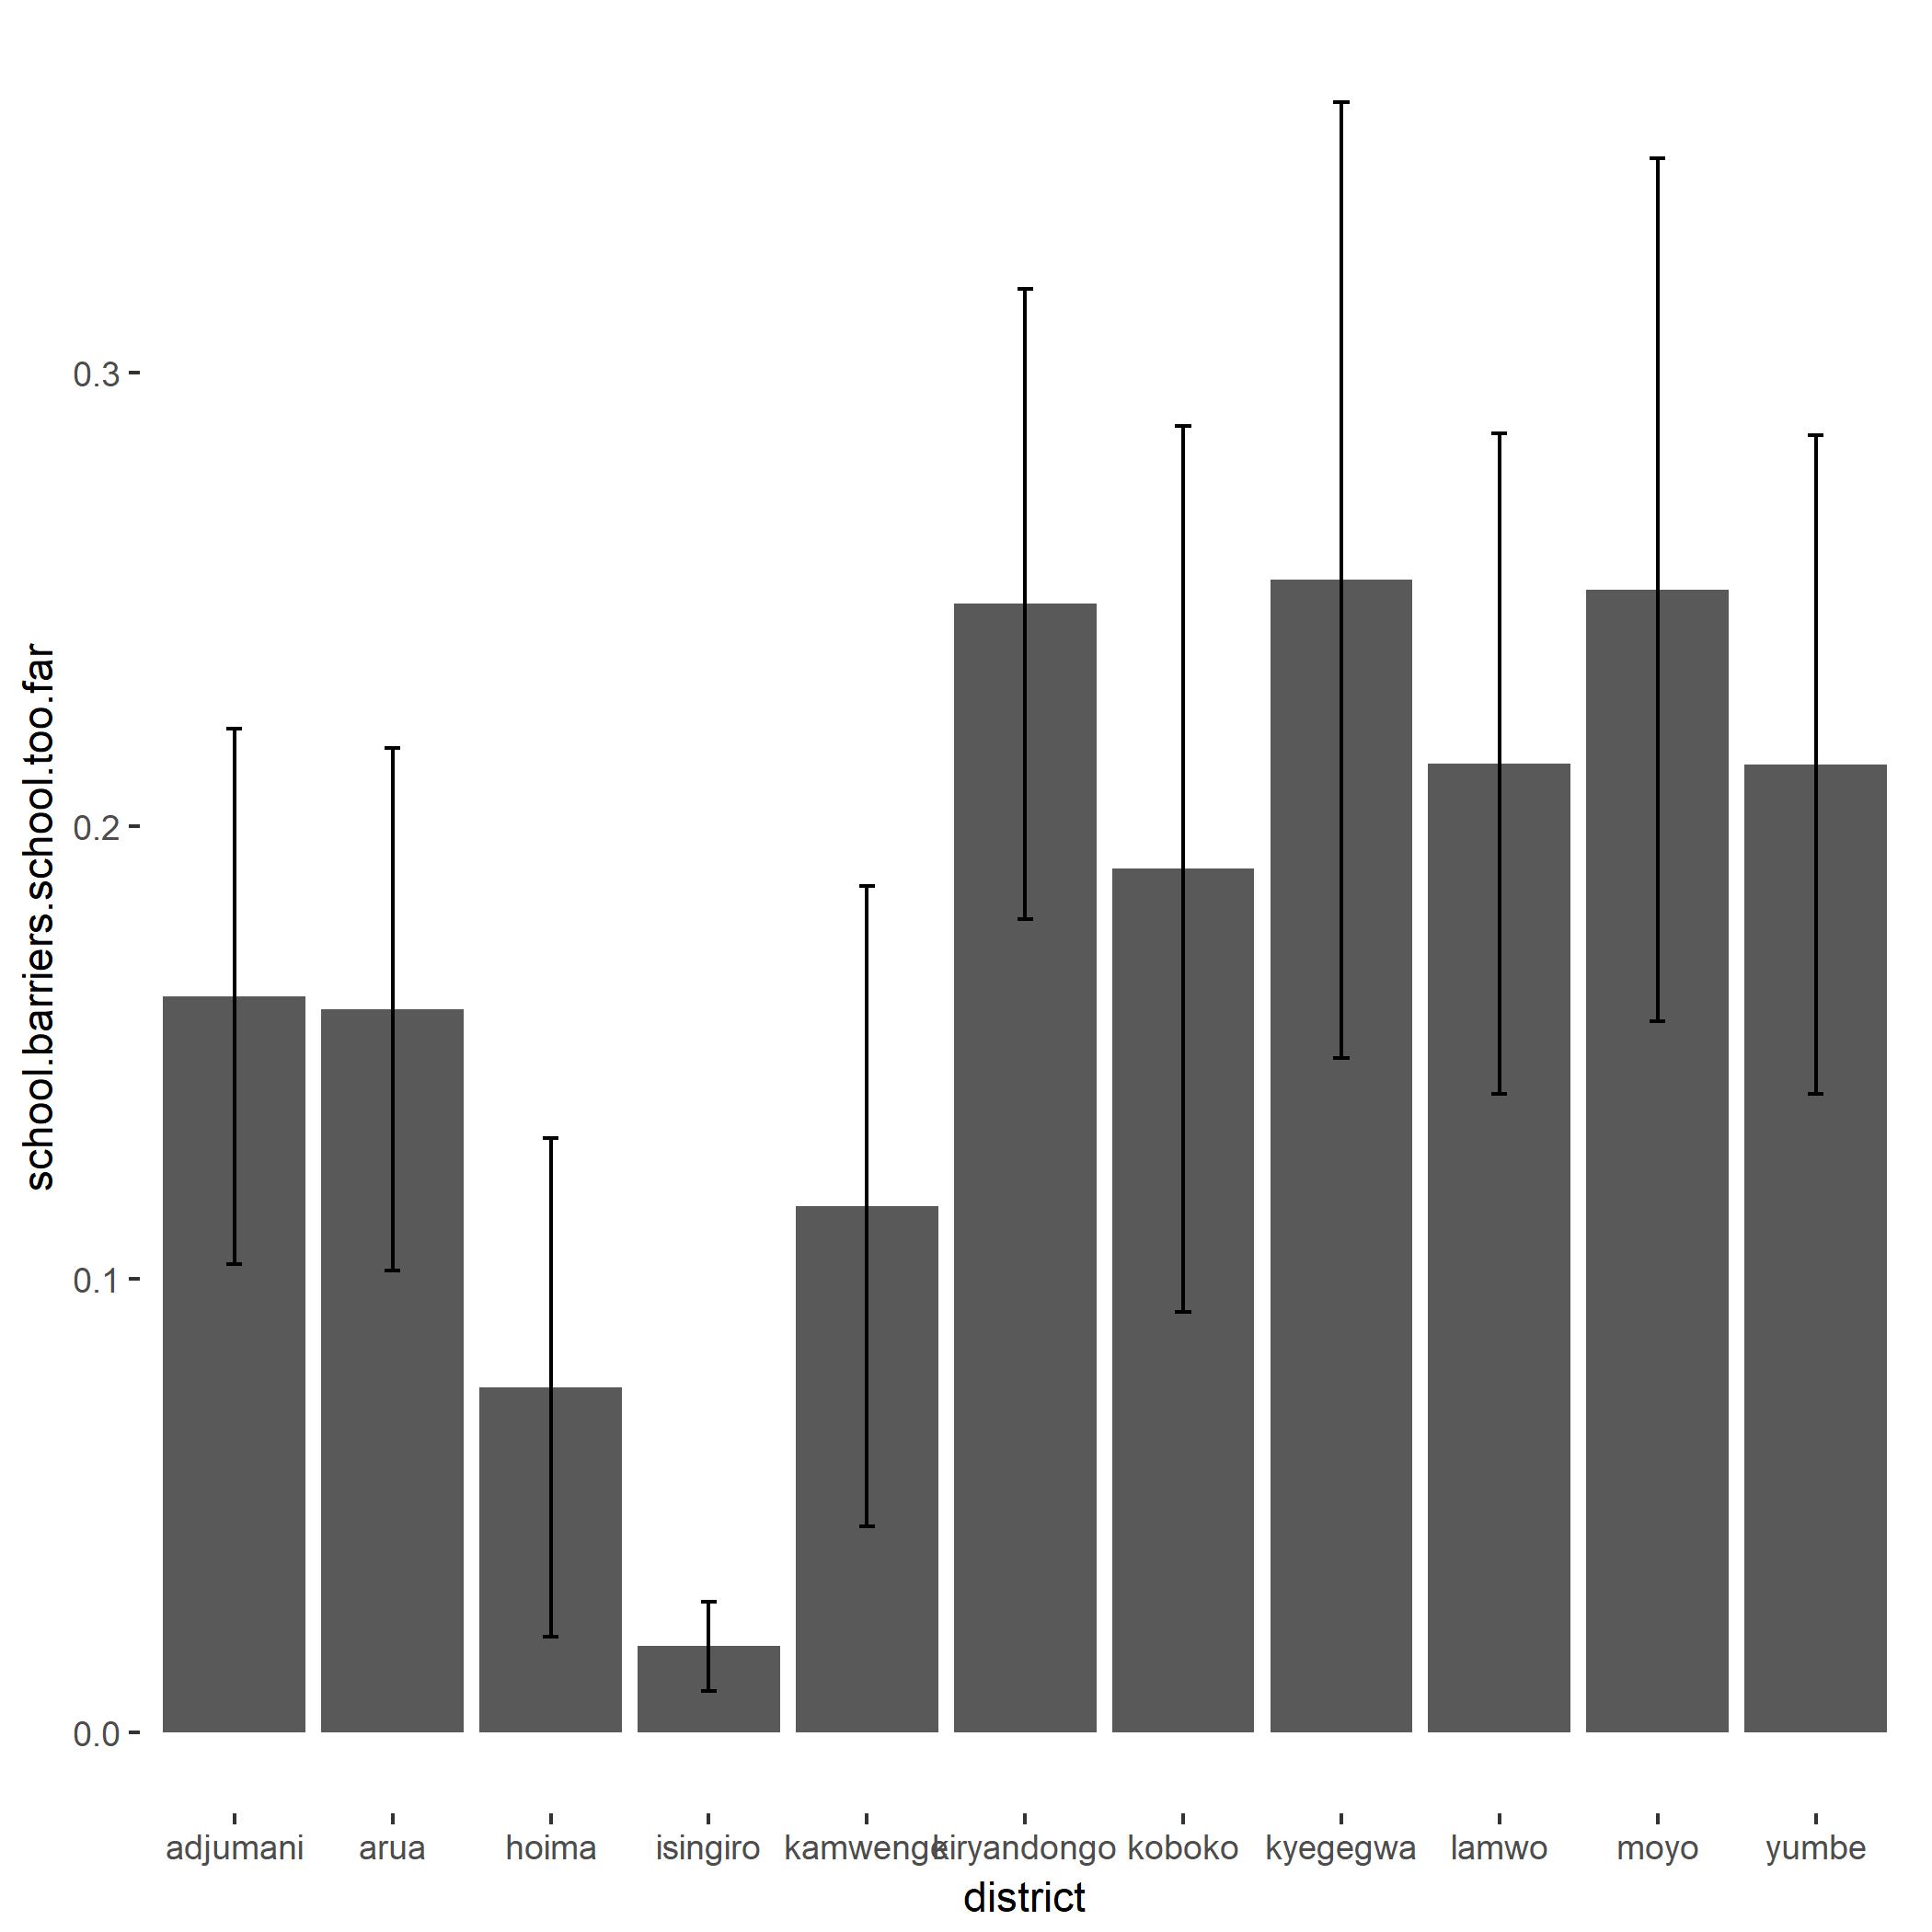 school.barriers.school.too.far
0.3
0.2
0.1
0.0
adjumani arua hoima isingiro kamwenge kiryandongo koboko kyegegwa lamwo moyo yumbe
district